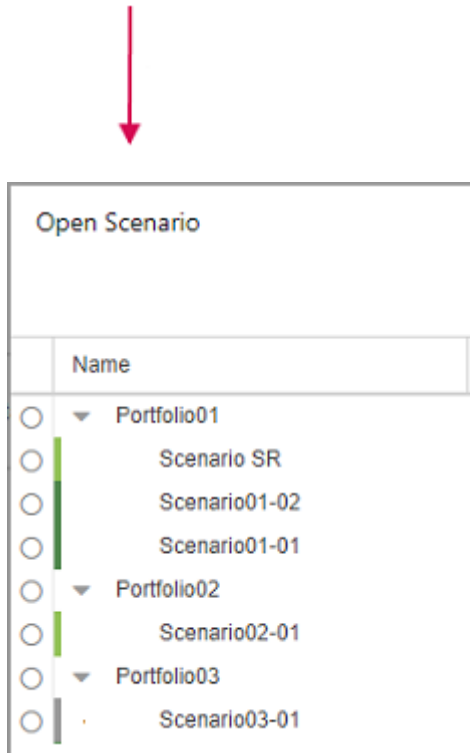 Open Scenario
Name
Portfolio01
Scenario SR
Scenario01-02
Scenario01-01
Portfolio02
Scenario02-01
Portfolio03
Scenario03-01